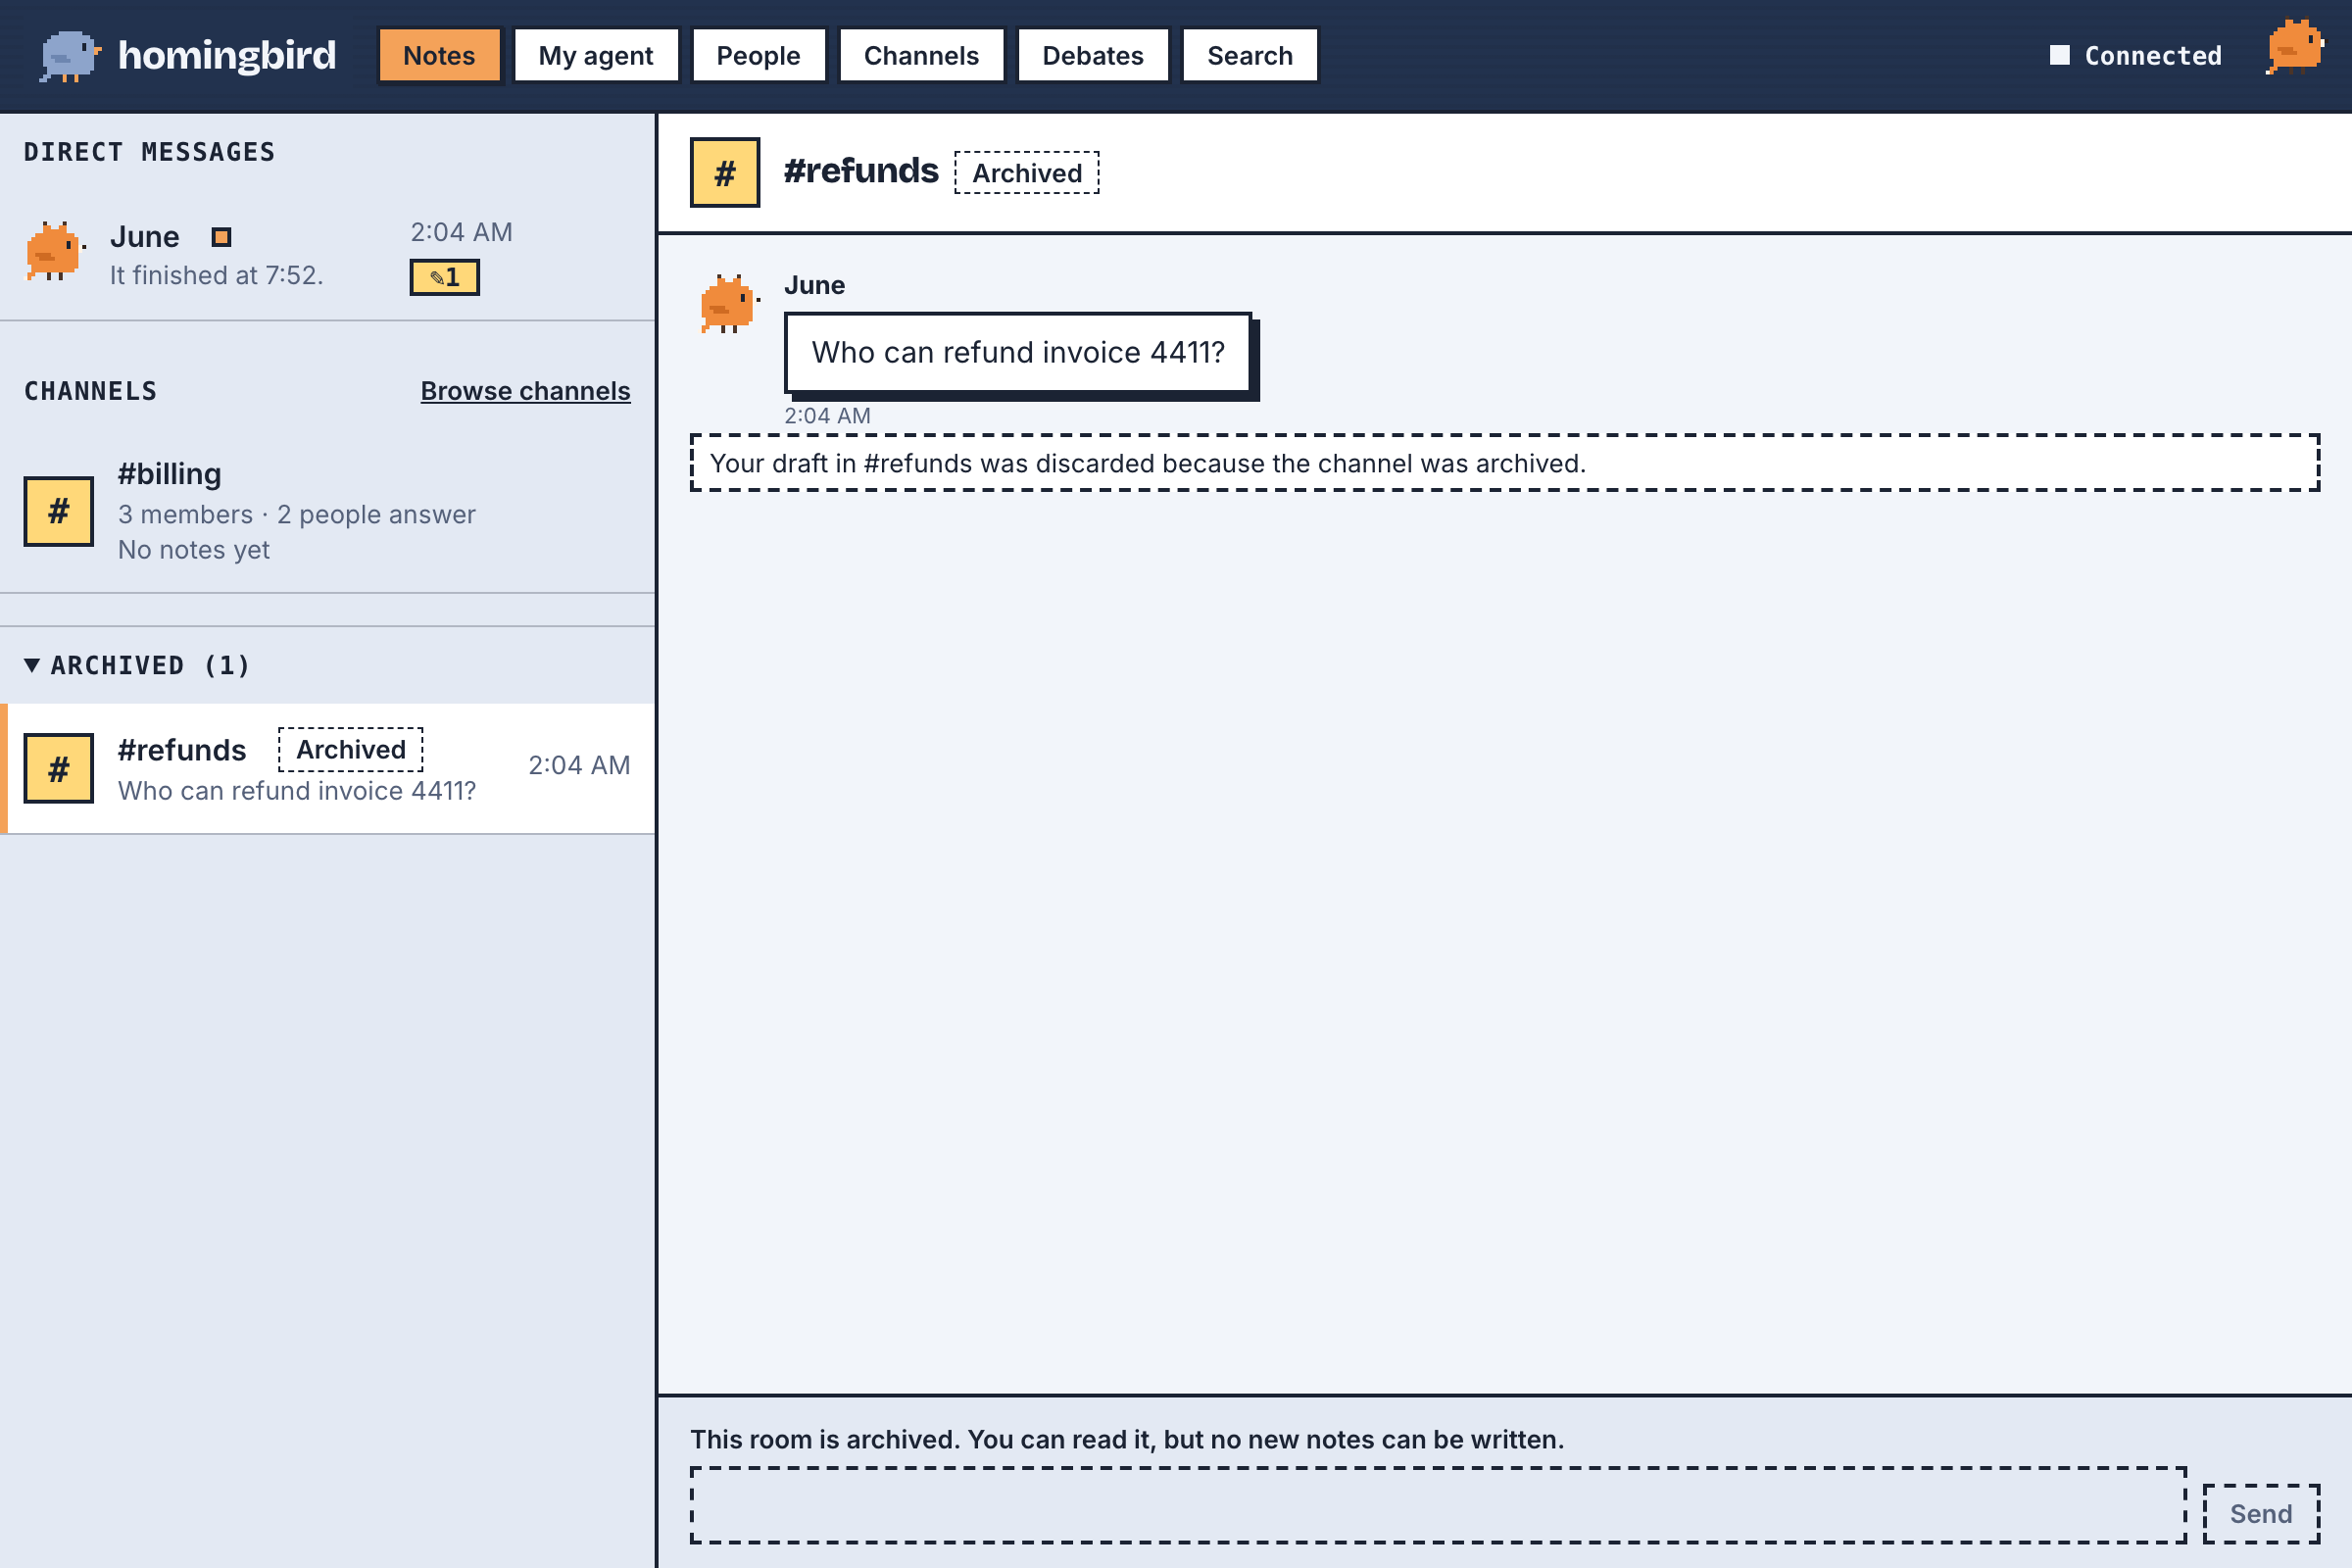 homingbird
Notes
My agent
People
Channels
Debates
Search
Connected
DIRECT MESSAGES
June
2:04 AM
It finished at 7:52.
✎1
CHANNELS
Browse channels
#
#billing
3 members · 2 people answer
No notes yet
▼ ARCHIVED (1)
#
#refunds
Archived
2:04 AM
Who can refund invoice 4411?
#
#refunds
Archived
June
Who can refund invoice 4411?
2:04 AM
Your draft in #refunds was discarded because the channel was archived.
This room is archived. You can read it, but no new notes can be written.
Send